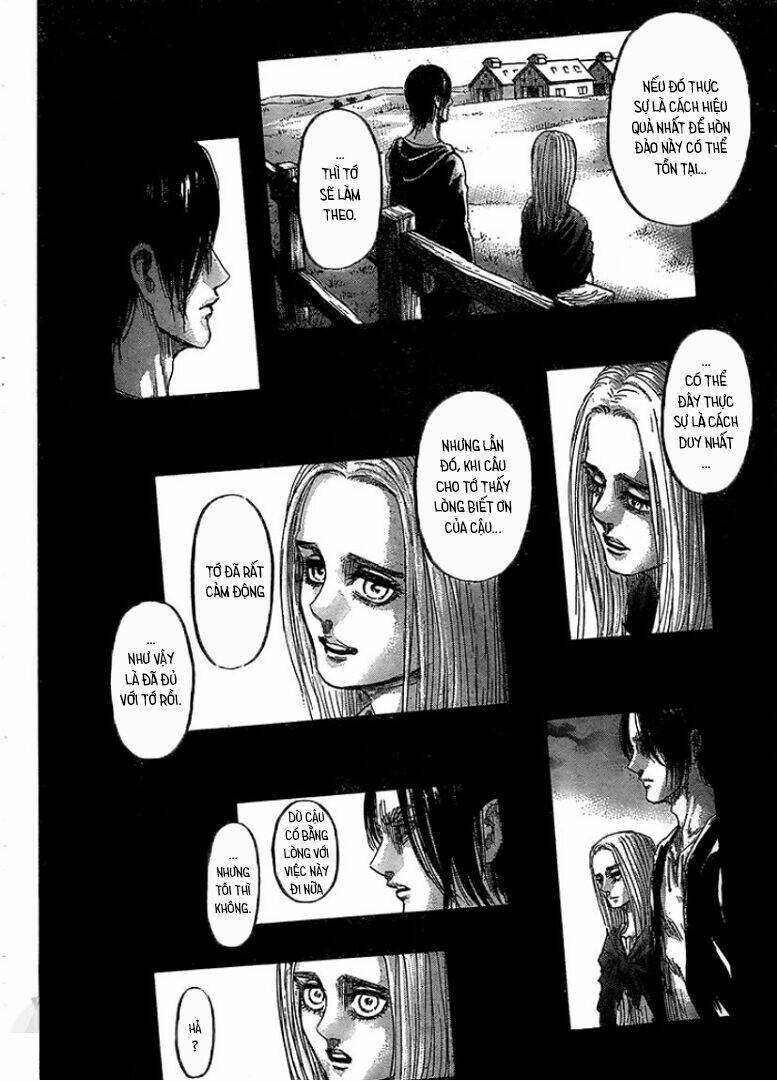 NẾU ĐÓ THỰC
SỰ LÀ CÁCH HIỆU
QUẢ NHẤT ĐỂ HÒN
ĐẢO NÀY CÓ THỂ
TỒN TẠI...
...
THÌ TỚ
SẼ LÀM
THEO.
...
CÓ THỂ
ĐÂY THỰC
SỰ LÀ CÁCH
DUY NHẤT
...
NHƯNG LẦN
ĐÓ, KHI CẬU
CHO TỚ THẤY
LÒNG BIẾT ƠN
CỦA CẬU...
TỚ ĐÃ RẤT
CẢM ĐỘNG
...
NHƯ VẬY
LÀ ĐÃ ĐỦ
VỚI TỚ RỒI.
DÙ CẬU
CÓ BẰNG
LÒNG VỚI
VIỆC NÀY
ĐI NỮA
...
NHƯNG
TÔI THÌ
KHÔNG.
HẢ
?